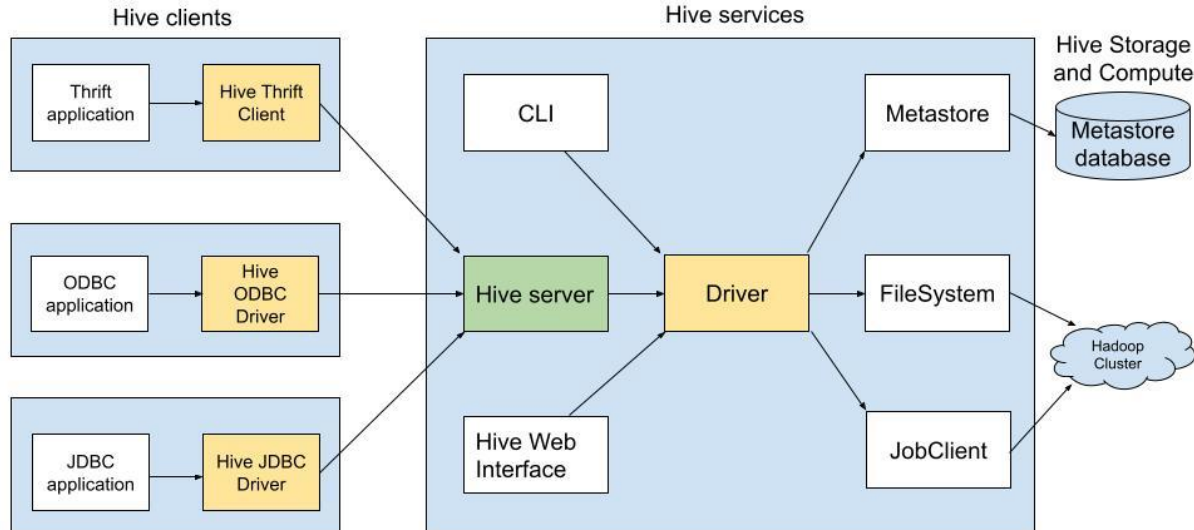 Hive clients
Hive services
Thrift
application
Hive Thrift
Client
ODBC
application
Hive
ODBC
Driver
JDBC
application
Hive JDBC
Driver
CLI
Hive server
Hive Web
Interface
Driver
Metastore
FileSystem
JobClient
Hive Storage
and Compute
Metastore
database
Hadoop
Cluster